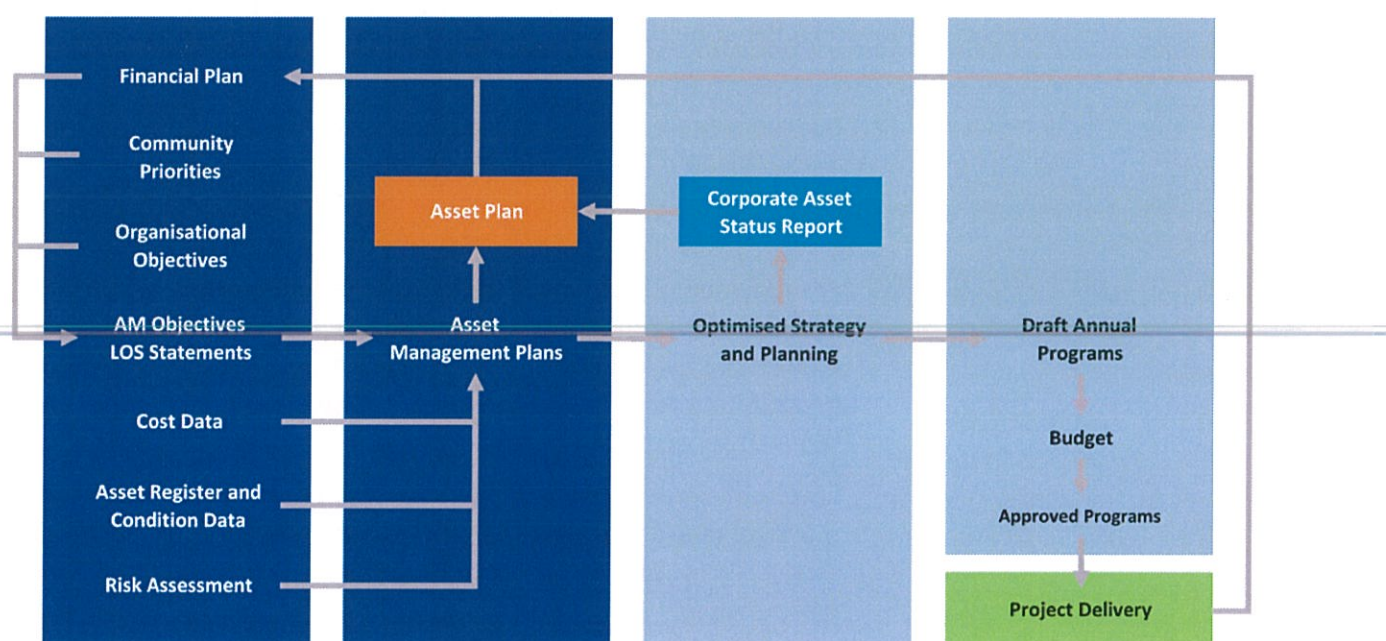 Financial Plan
Community
Priorities
Organisational
Objectives
AM Objectives
LOS Statements
Cost Data
Asset Register and
Condition Data
Risk Assessment
Asset Plan
Asset
Management Plans
Corporate Asset
Status Report
Optimised Strategy
and Planning
Draft Annual
Programs
Budget
Approved Programs
Project Delivery